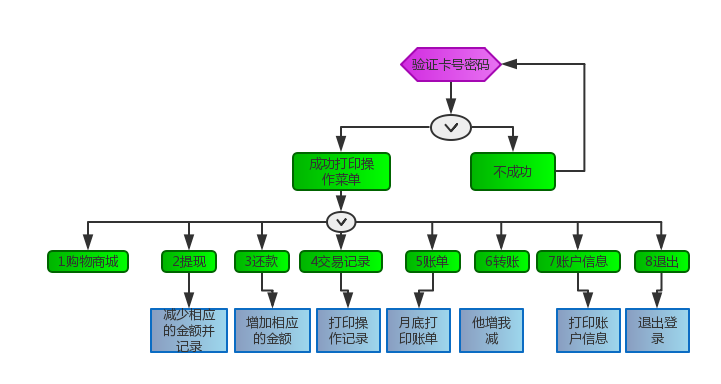 验证卡号密码
成功打印操
作菜单
不成功
1购物商城
2提现
3还款
4交易记录
5账单
6转账
7账户信息
8退出
减少相应
的金额并
记录
增加相应
的金额
打印操
作记录
月底打
印账单
他增我
减
打印账
户信息
退出登
录